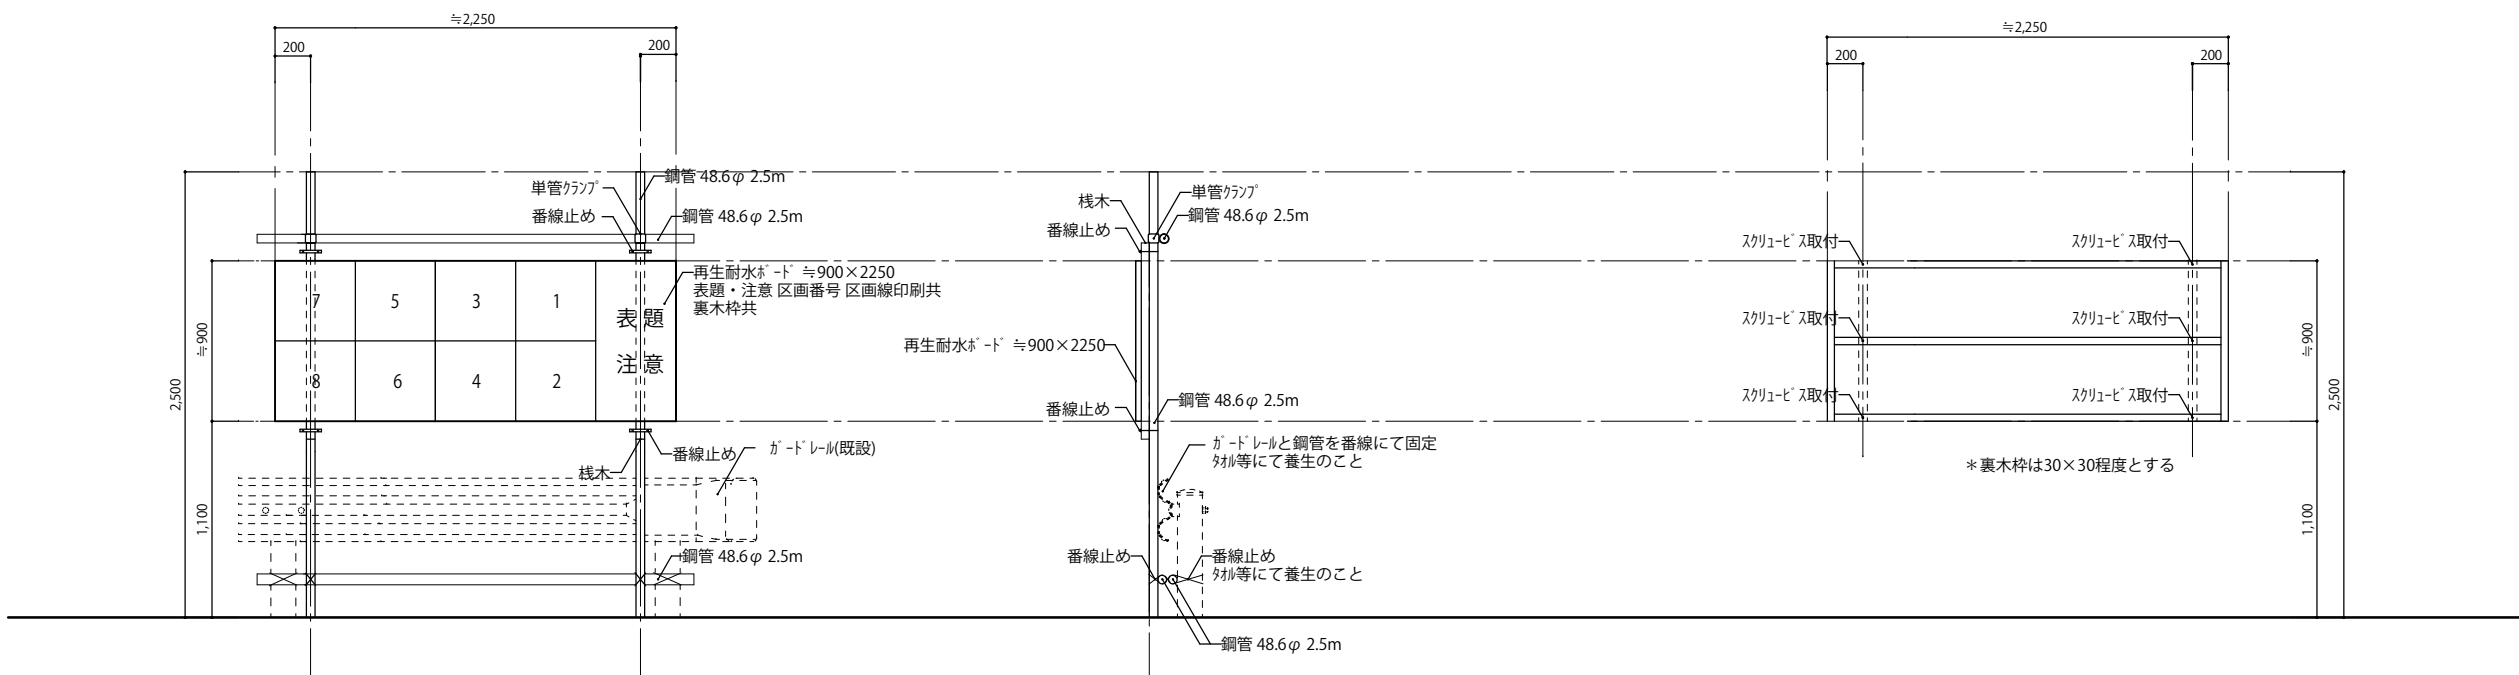 ≒2,250
200
200
鋼管 48.6φ 2.5m
単管ｸﾗﾝﾌﾟ
番線止め
鋼管 48.6φ 2.5m
再生耐水ﾎﾞｰﾄﾞ ≒900×2250
表題・注意 区画番号 区画線印刷共
裏木枠共
7
5
3
1
表 題
注 意
8
6
4
2
≒900
2,500
1,100
番線止め
桟木
ｶﾞｰﾄﾞﾚｰﾙ(既設)
鋼管 48.6φ 2.5m
単管ｸﾗﾝﾌﾟ
桟木
鋼管 48.6φ 2.5m
番線止め
再生耐水ﾎﾞｰﾄﾞ ≒900×2250
番線止め
鋼管 48.6φ 2.5m
ｶﾞｰﾄﾞﾚｰﾙと鋼管を番線にて固定
ﾀｵﾙ等にて養生のこと
番線止め
番線止め
ﾀｵﾙ等にて養生のこと
鋼管 48.6φ 2.5m
≒2,250
200
200
ｽｸﾘｭｰﾋﾞｽ取付
ｽｸﾘｭｰﾋﾞｽ取付
ｽｸﾘｭｰﾋﾞｽ取付
ｽｸﾘｭｰﾋﾞｽ取付
ｽｸﾘｭｰﾋﾞｽ取付
ｽｸﾘｭｰﾋﾞｽ取付
＊裏木枠は30×30程度とする
≒900
2,500
1,100